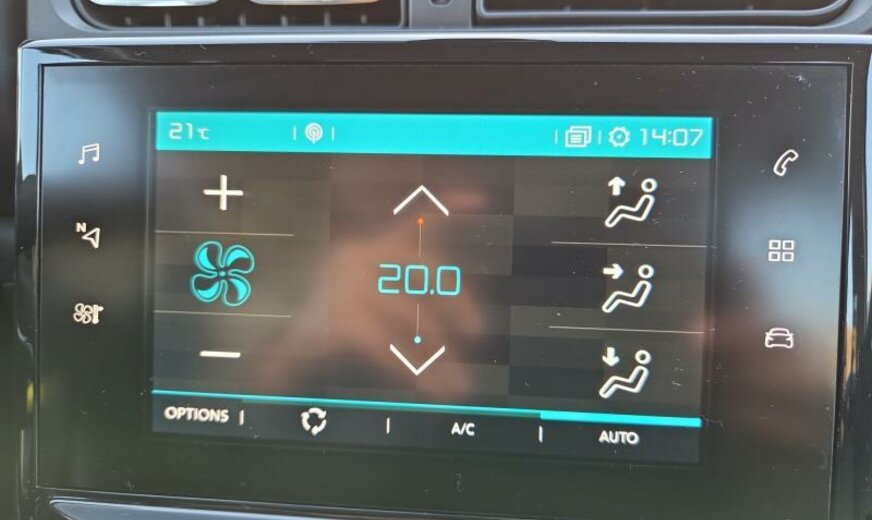 21℃ 14:07
N
20.0
OPTIONS A/C AUTO